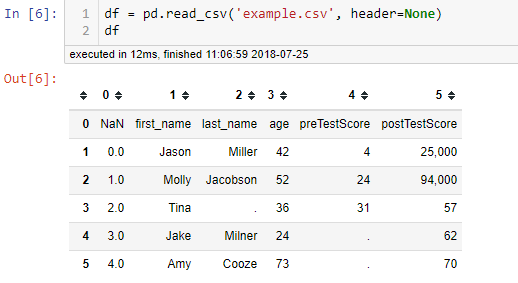 In [6]: 1 df = pd.read_csv('example.csv', header=None)
2 df
executed in 12ms, finished 11:06:59 2018-07-25
Out[6]:
0 1 2 3 4 5
0 NaN first_name last_name age preTestScore postTestScore
1 0.0 Jason Miller 42 4 25,000
2 1.0 Molly Jacobson 52 24 94,000
3 2.0 Tina . 36 31 57
4 3.0 Jake Milner 24 . 62
5 4.0 Amy Cooze 73 . 70